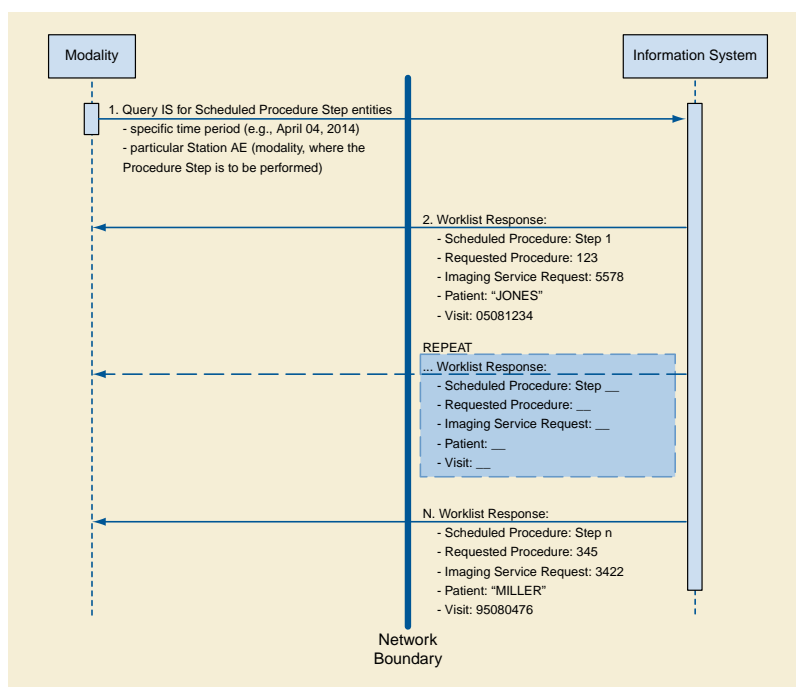 Modality
Information System
1. Query IS for Scheduled Procedure Step entities
- specific time period (e.g., April 04, 2014)
- particular Station AE (modality, where the
Procedure Step is to be performed)
2. Worklist Response:
- Scheduled Procedure: Step 1
- Requested Procedure: 123
- Imaging Service Request: 5578
- Patient: “JONES”
- Visit: 05081234
REPEAT
... Worklist Response:
- Scheduled Procedure: Step __
- Requested Procedure: __
- Imaging Service Request: __
- Patient: __
- Visit: __
N. Worklist Response:
- Scheduled Procedure: Step n
- Requested Procedure: 345
- Imaging Service Request: 3422
- Patient: “MILLER”
- Visit: 95080476
Network
Boundary